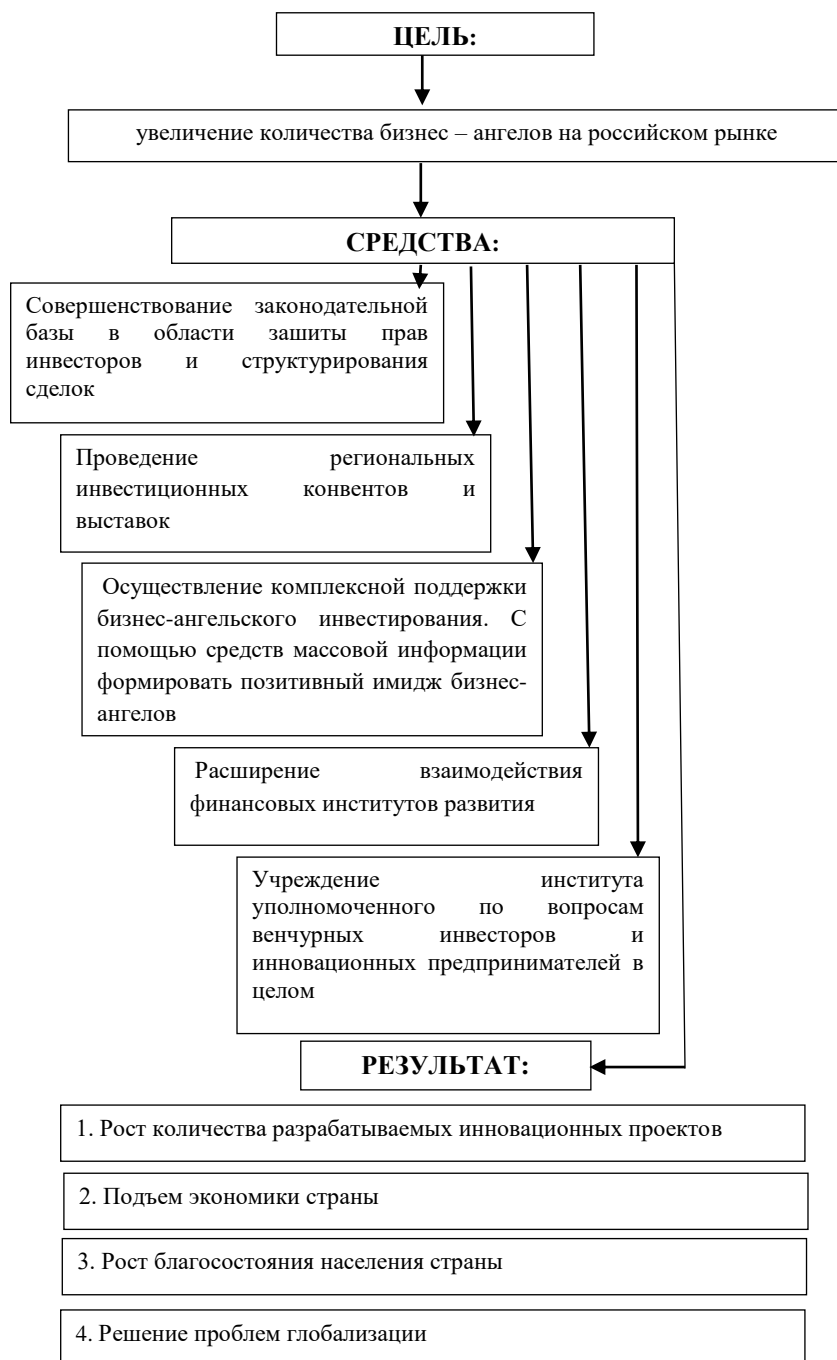 ЦЕЛЬ:
увеличение количества бизнес – ангелов на российском рынке
СРЕДСТВА:
Совершенствование законодательной
базы в области зашиты прав
инвесторов и структурирования
сделок
Проведение региональных
инвестиционных конвентов и
выставок
Осуществление комплексной поддержки
бизнес-ангельского инвестирования. С
помощью средств массовой информации
формировать позитивный имидж бизнес-
ангелов
Расширение взаимодействия
финансовых институтов развития
Учреждение института
уполномоченного по вопросам
венчурных инвесторов и
инновационных предпринимателей в
целом
РЕЗУЛЬТАТ:
1. Рост количества разрабатываемых инновационных проектов
2. Подъем экономики страны
3. Рост благосостояния населения страны
4. Решение проблем глобализации